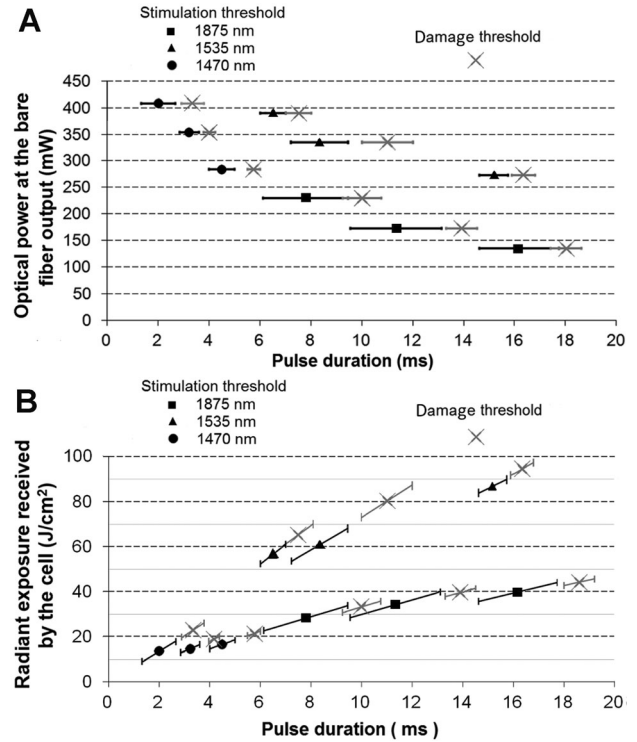 A
Stimulation threshold
1875 nm
1535 nm
1470 nm
Damage threshold
Optical power at the bare
fiber output (mW)
450
400
350
300
250
200
150
100
50
0
0 2 4 6 8 10 12 14 16 18 20
Pulse duration (ms)
B
Stimulation threshold
1875 nm
1535 nm
1470 nm
Damage threshold
Radiant exposure received
by the cell (J/cm²)
100
80
60
40
20
0
0 2 4 6 8 10 12 14 16 18 20
Pulse duration ( ms )